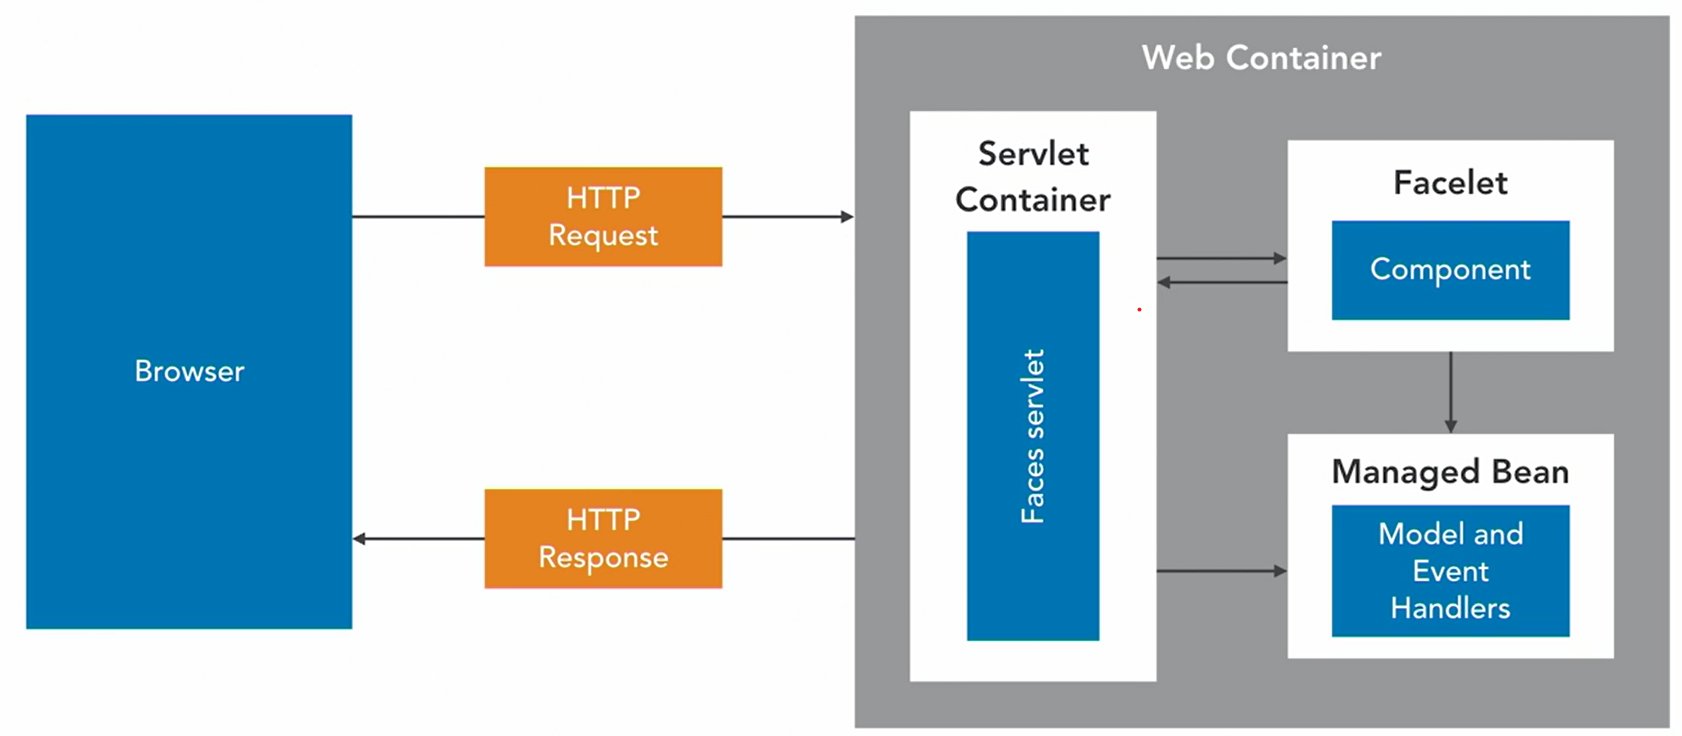 Web Container
Browser
HTTP
Request
HTTP
Response
Servlet
Container
Faces servlet
Facelet
Component
Managed Bean
Model and
Event
Handlers